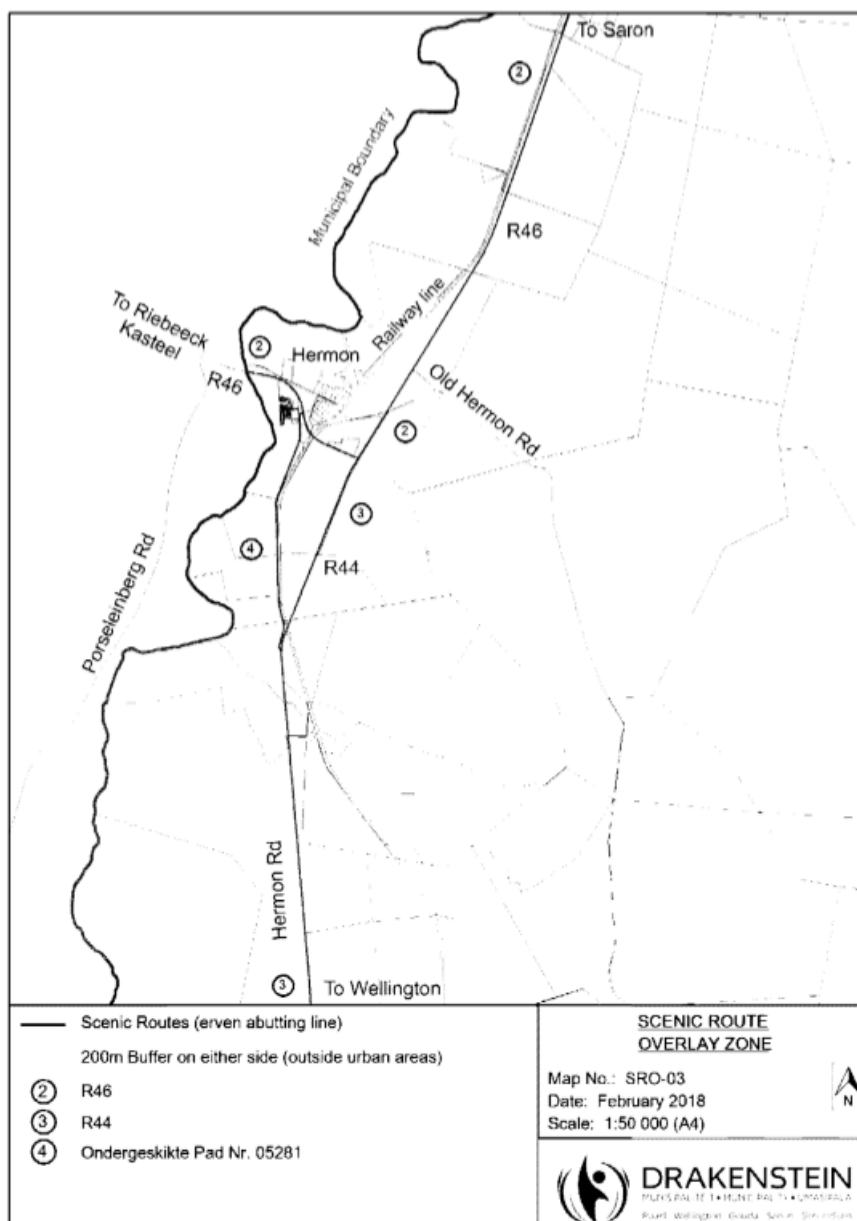 To Saron
2
Municipal Boundary
R46
Railway line
To Riebeeck
Kasteel
2
Hermon
R46
Old Hermon Rd
2
3
4
R44
Porseleinberg Rd
Hermon Rd
3
To Wellington
Scenic Routes (erven abutting line)
200m Buffer on either side (outside urban areas)
2 R46
3 R44
4 Ondergeskikte Pad Nr. 05281
SCENIC ROUTE
OVERLAY ZONE
Map No.: SRO-03
Date: February 2018
Scale: 1:50 000 (A4)
N
DRAKENSTEIN